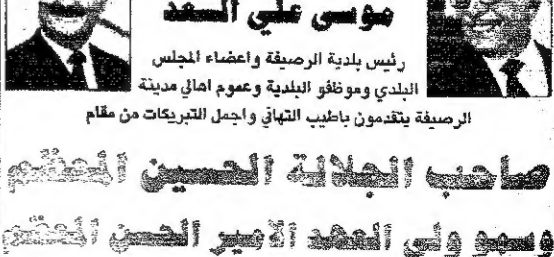 موسى علي السعد
رئيس بلدية الرصيفة واعضاء المجلس
البلدي وموظفو البلدية وعموم اهالي مدينة
الرصيفة يتقدمون باطيب التهاني واجمل التبريكات من مقام
صاحب الجلالة الحسين المعظم
وسمو ولي العهد الامير الحسن المعظم